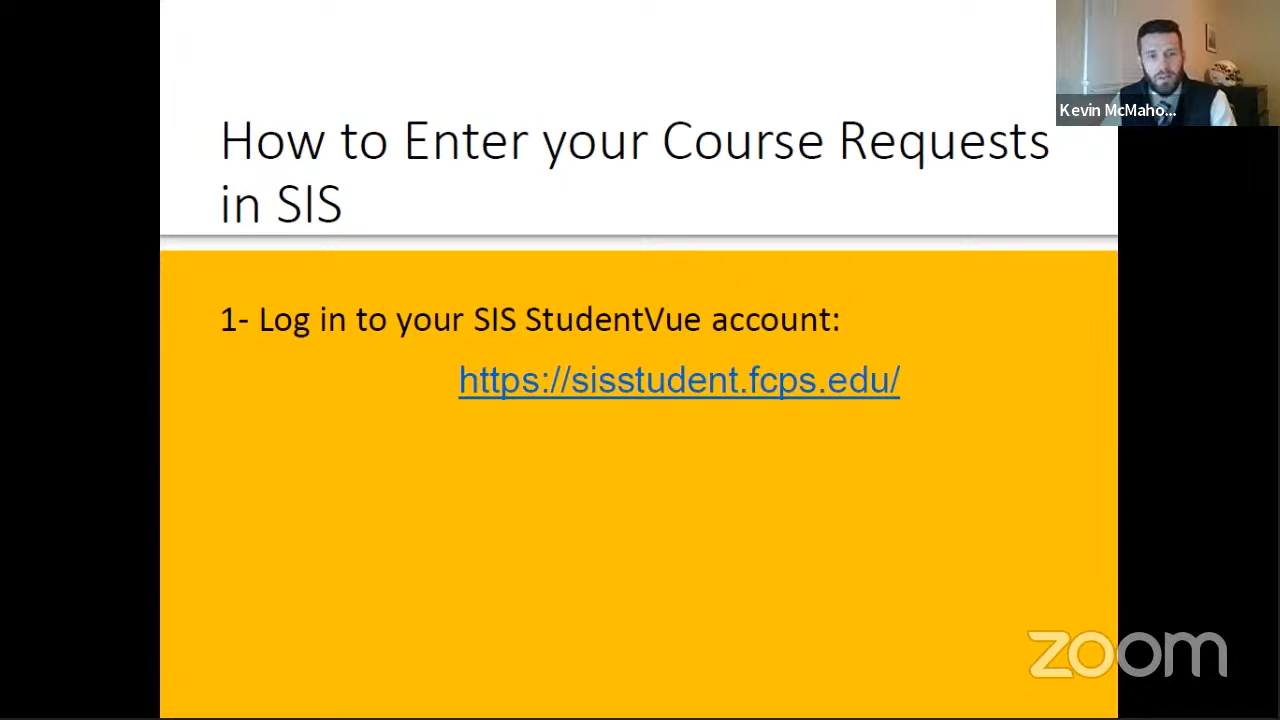 How to Enter your Course Requests
in SIS
Kevin McMaho...
1- Log in to your SIS StudentVue account:
https://sisstudent.fcps.edu/
zoom